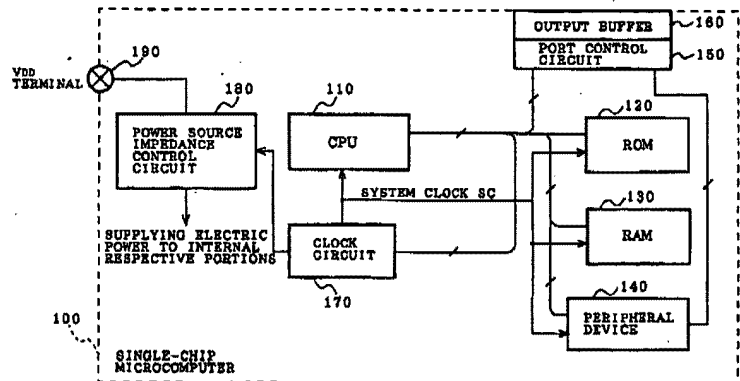 OUTPUT BUFFER
160
PORT CONTROL
CIRCUIT
150
190
VDD
TERMINAL
180
POWER SOURCE
IMPEDANCE
CONTROL
CIRCUIT
110
CPU
120
ROM
SYSTEM CLOCK SC
130
RAM
SUPPLYING ELECTRIC
POWER TO INTERNAL
RESPECTIVE PORTIONS
CLOCK
CIRCUIT
170
140
PERIPHERAL
DEVICE
100
SINGLE-CHIP
MICROCOMPUTER